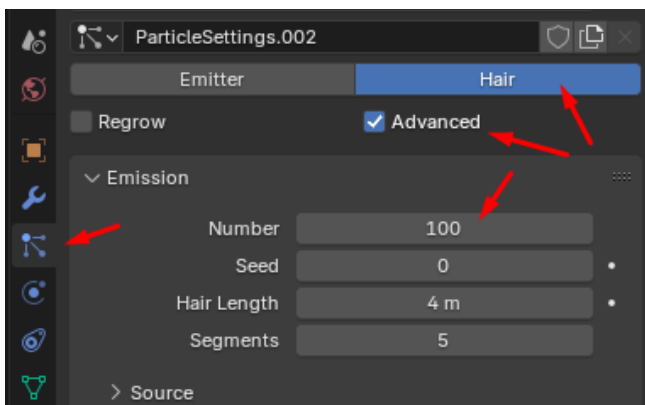 ParticleSettings.002
Emitter Hair
Regrow Advanced
Emission
Number 100
Seed 0
Hair Length 4 m
Segments 5
Source